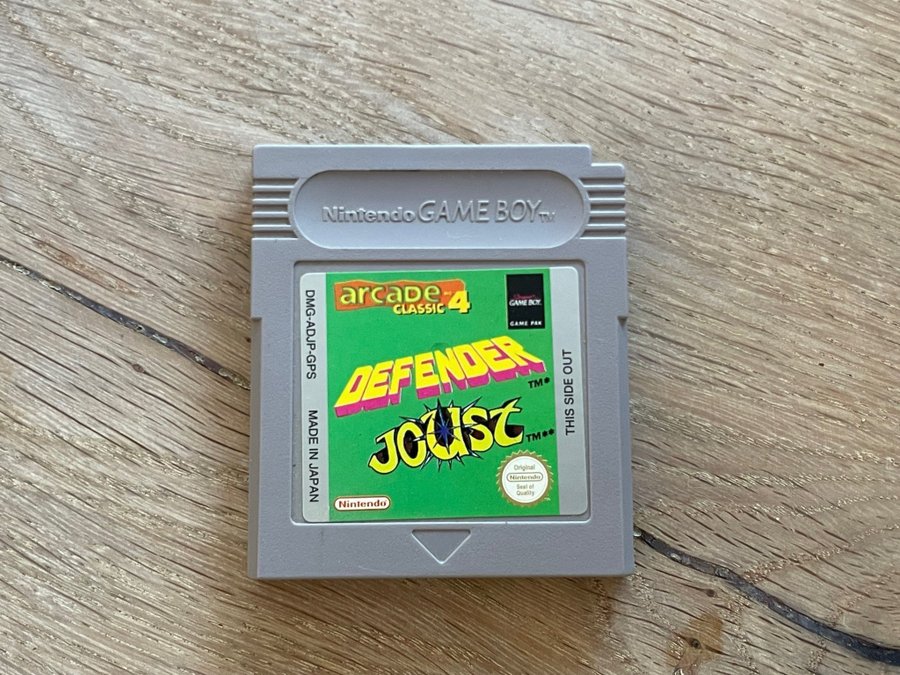 Nintendo GAME BOY TM
DMG-ADJP-GPS MADE IN JAPAN
arcade
CLASSIC 4
GAME BOY
GAME PAK
DEFENDER TM*
JOUST TM**
Original
Nintendo
Seal of
Quality
Nintendo
THIS SIDE OUT